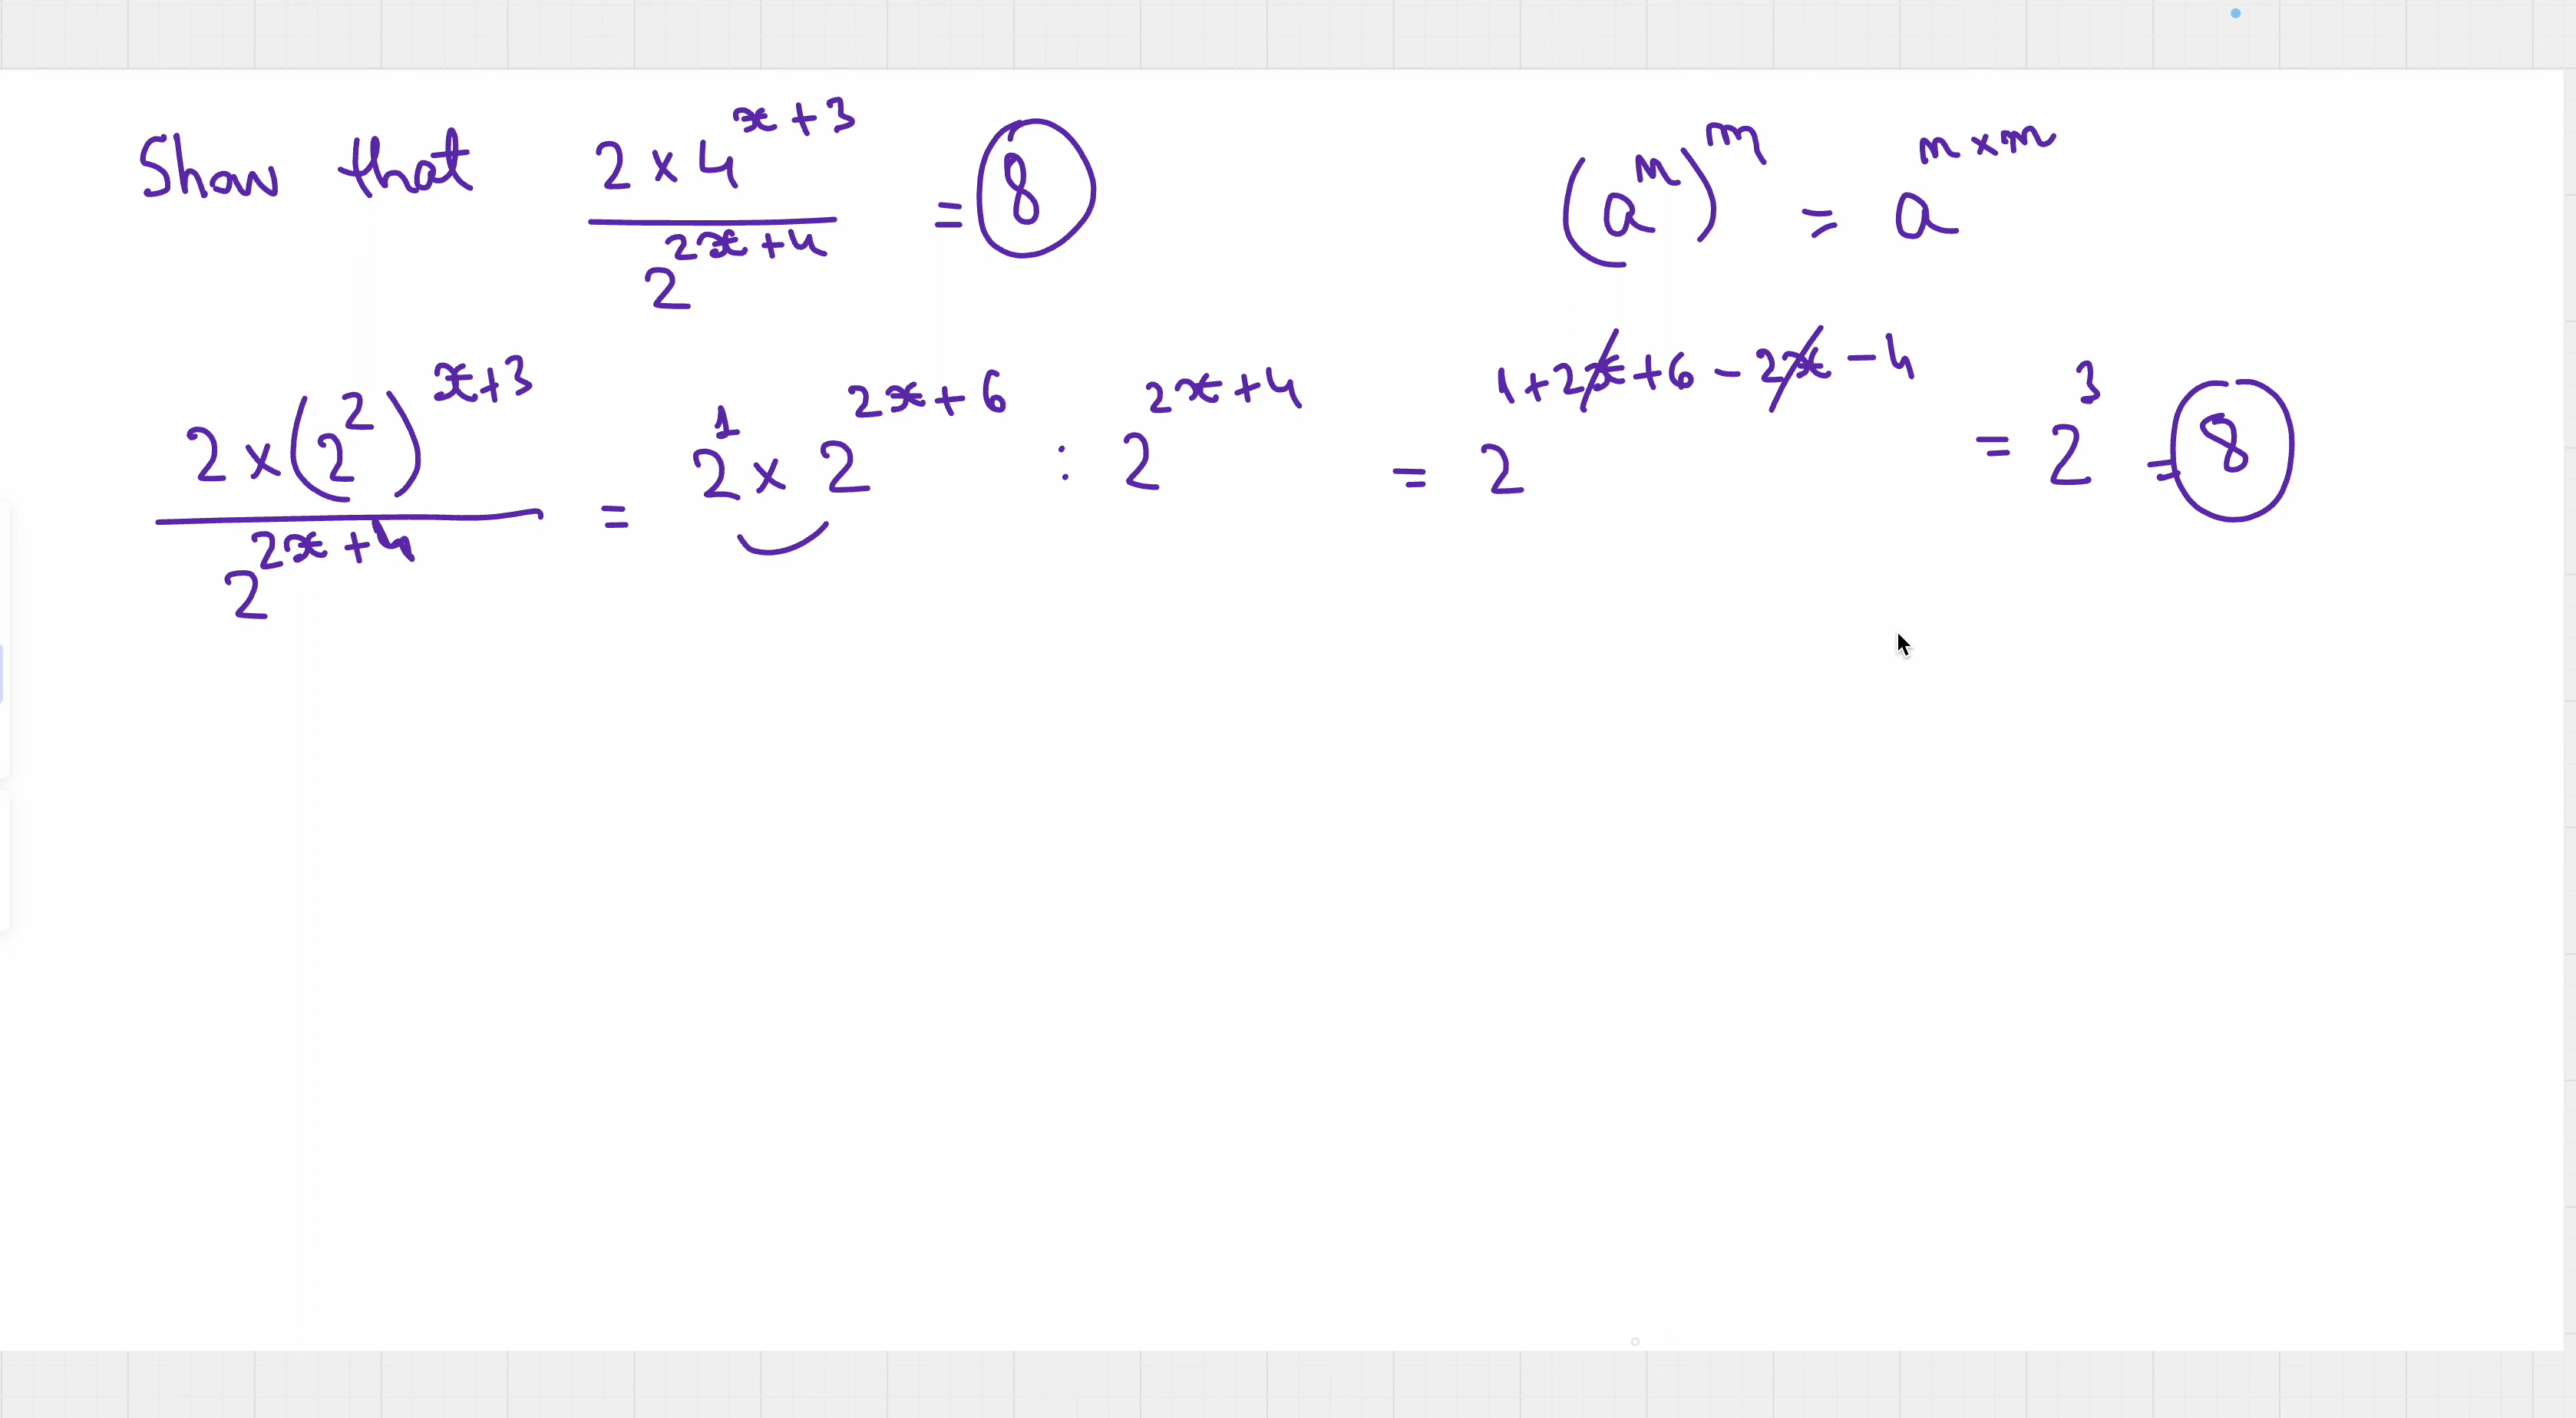 Show that (2 × 4^(x+3)) / 2^(2x+4) = 8
(a^m)^n = a^(m×n)
(2 × (2^2)^(x+3)) / 2^(2x+4) = 2^1 × 2^(2x+6) : 2^(2x+4) = 2^(1+2x+6-2x-4) = 2^3 = 8